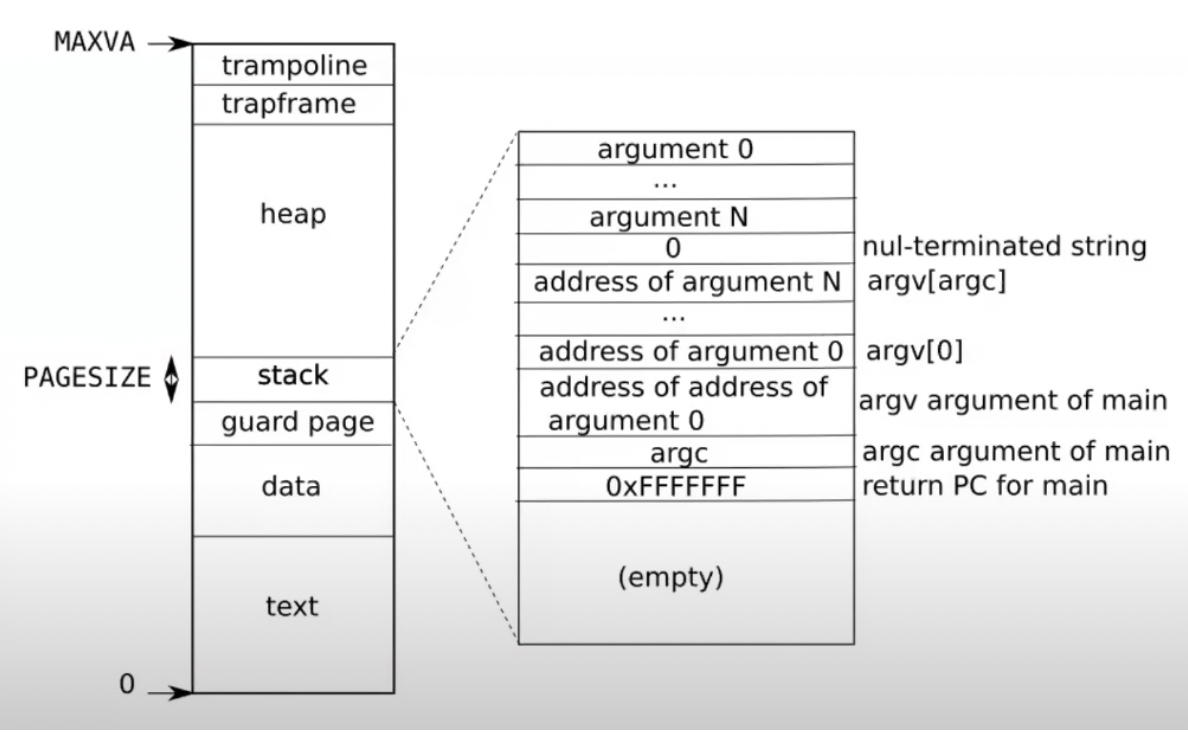 MAXVA
trampoline
trapframe
heap
PAGESIZE
stack
guard page
data
text
0
argument 0
...
argument N
0 nul-terminated string
address of argument N argv[argc]
...
address of argument 0 argv[0]
address of address of
argument 0
argv argument of main
argc argc argument of main
0xFFFFFFF return PC for main
(empty)